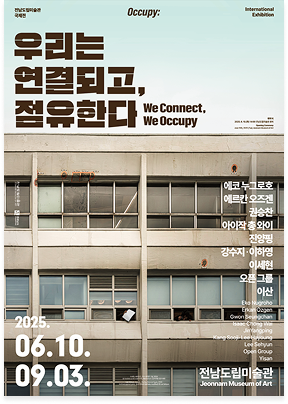 전남도립미술관
국제전
Occupy:
International
Exhibition
우리는
연결되고,
점유한다
We Connect,
We Occupy
에코 누그로호
에르칸 오즈겐
권승찬
아이작 충 와이
진양핑
강수지·이하영
이세현
오픈 그룹
이산
Eko Nugroho
Erkan Özgen
Gwon Seungchan
Isaac Chong Wai
Jin Yangping
Kang Sooji·Lee Hayoung
Lee Sehyun
Open Group
Yisan
2025.
06.10.
09.03.
전남도립미술관
Jeonnam Museum of Art